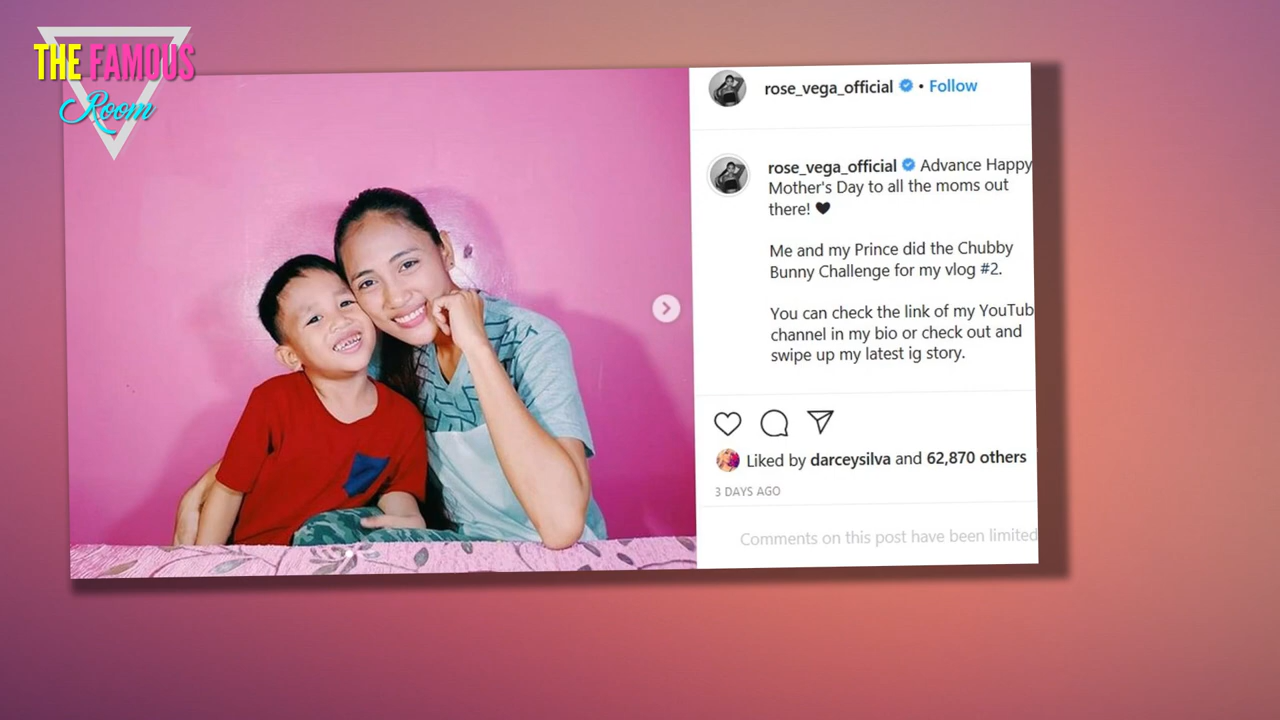 THE FAMOUS
Room
rose_vega_official • Follow
rose_vega_official Advance Happy
Mother's Day to all the moms out
there! 🖤
Me and my Prince did the Chubby
Bunny Challenge for my vlog #2.
You can check the link of my YouTub
channel in my bio or check out and
swipe up my latest ig story.
Liked by darceysilva and 62,870 others
3 DAYS AGO
Comments on this post have been limited